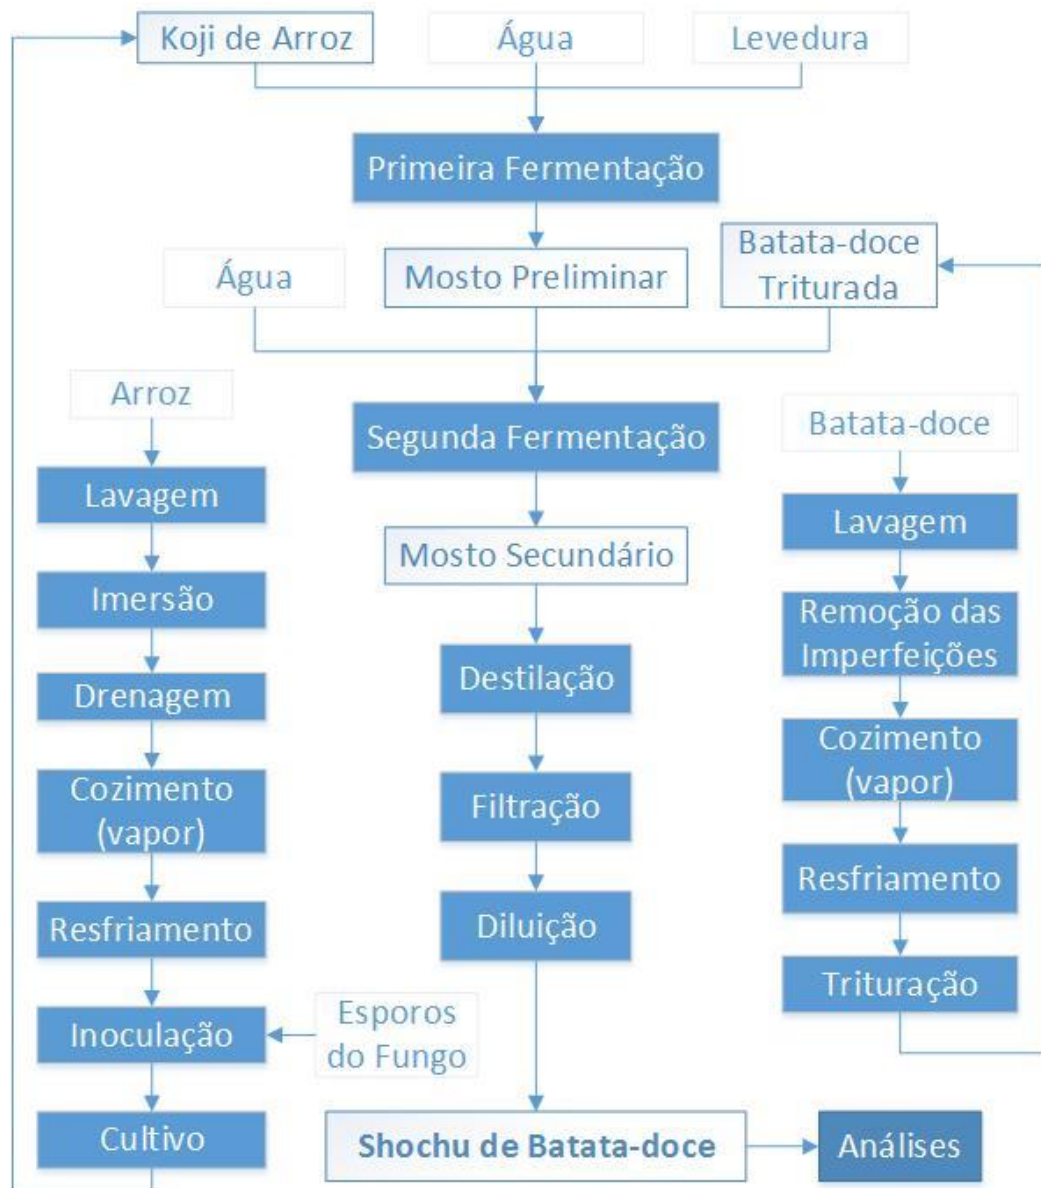 Koji de Arroz
Água
Levedura
Primeira Fermentação
Água
Mosto Preliminar
Batata-doce
Triturada
Segunda Fermentação
Mosto Secundário
Destilação
Filtração
Diluição
Shochu de Batata-doce
Análises
Arroz
Lavagem
Imersão
Drenagem
Cozimento
(vapor)
Resfriamento
Inoculação
Esporos
do Fungo
Cultivo
Batata-doce
Lavagem
Remoção das
Imperfeições
Cozimento
(vapor)
Resfriamento
Trituração